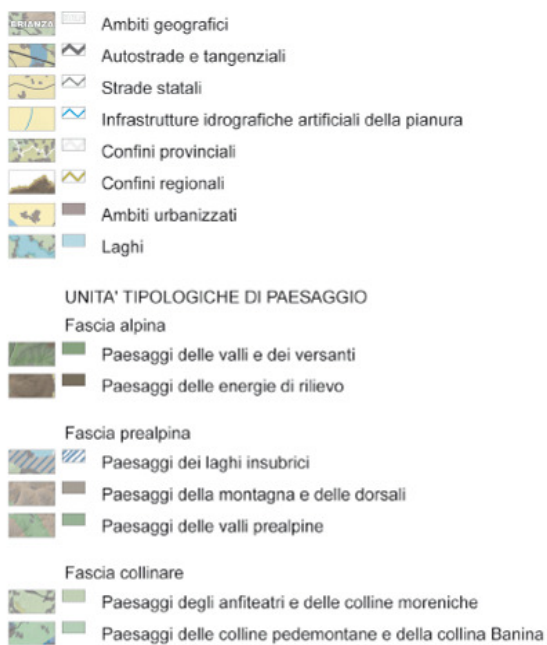 BRIANZA Ambiti geografici
Autostrade e tangenziali
Strade statali
Infrastrutture idrografiche artificiali della pianura
Confini provinciali
Confini regionali
Ambiti urbanizzati
Laghi
UNITA' TIPOLOGICHE DI PAESAGGIO
Fascia alpina
Paesaggi delle valli e dei versanti
Paesaggi delle energie di rilievo
Fascia prealpina
Paesaggi dei laghi insubrici
Paesaggi della montagna e delle dorsali
Paesaggi delle valli prealpine
Fascia collinare
Paesaggi degli anfiteatri e delle colline moreniche
Paesaggi delle colline pedemontane e della collina Banina